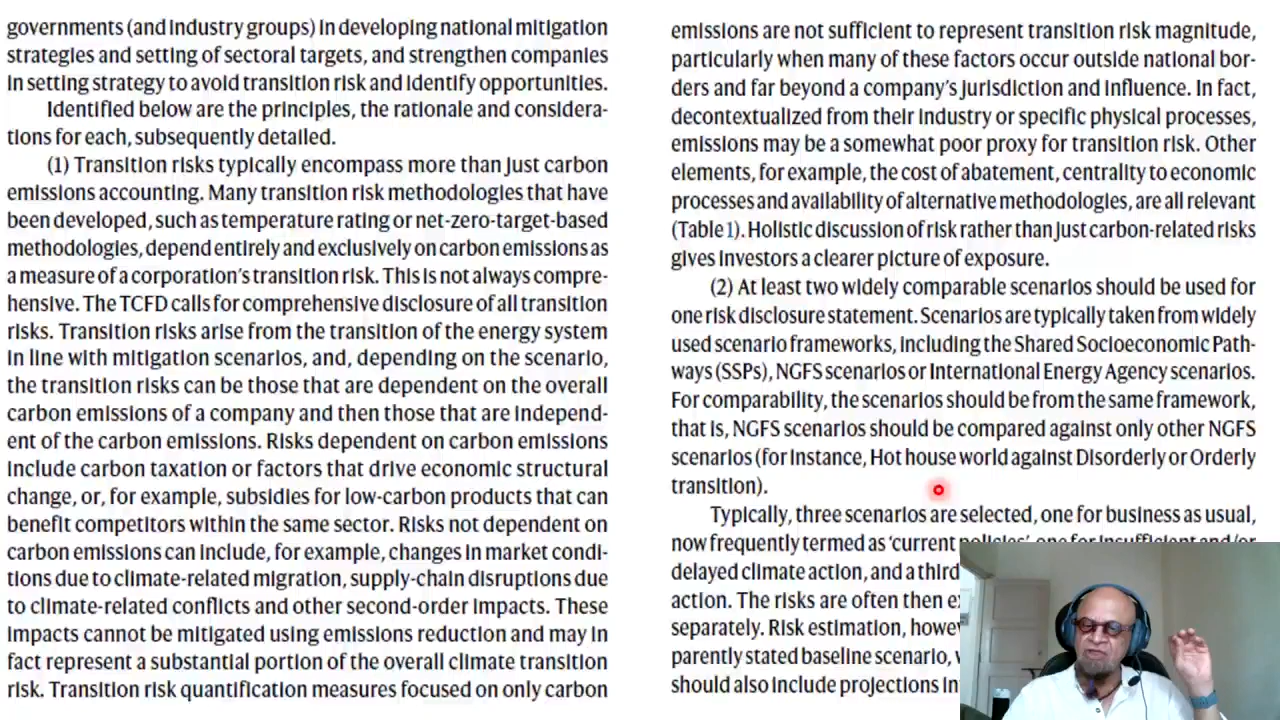 governments (and industry groups) in developing national mitigation
strategies and setting of sectoral targets, and strengthen companies
in setting strategy to avoid transition risk and identify opportunities.
Identified below are the principles, the rationale and considera-
tions for each, subsequently detailed.
(1) Transition risks typically encompass more than just carbon
emissions accounting. Many transition risk methodologies that have
been developed, such as temperature rating or net-zero-target-based
methodologies, depend entirely and exclusively on carbon emissions as
a measure of a corporation's transition risk. This is not always compre-
hensive. The TCFD calls for comprehensive disclosure of all transition
risks. Transition risks arise from the transition of the energy system
in line with mitigation scenarios, and, depending on the scenario,
the transition risks can be those that are dependent on the overall
carbon emissions of a company and then those that are independ-
ent of the carbon emissions. Risks dependent on carbon emissions
include carbon taxation or factors that drive economic structural
change, or, for example, subsidies for low-carbon products that can
benefit competitors within the same sector. Risks not dependent on
carbon emissions can include, for example, changes in market condi-
tions due to climate-related migration, supply-chain disruptions due
to climate-related conflicts and other second-order impacts. These
impacts cannot be mitigated using emissions reduction and may in
fact represent a substantial portion of the overall climate transition
risk. Transition risk quantification measures focused on only carbon
emissions are not sufficient to represent transition risk magnitude,
particularly when many of these factors occur outside national bor-
ders and far beyond a company's jurisdiction and influence. In fact,
decontextualized from their industry or specific physical processes,
emissions may be a somewhat poor proxy for transition risk. Other
elements, for example, the cost of abatement, centrality to economic
processes and availability of alternative methodologies, are all relevant
(Table 1). Holistic discussion of risk rather than just carbon-related risks
gives investors a clearer picture of exposure.
(2) At least two widely comparable scenarios should be used for
one risk disclosure statement. Scenarios are typically taken from widely
used scenario frameworks, including the Shared Socioeconomic Path-
ways (SSPs), NGFS scenarios or International Energy Agency scenarios.
For comparability, the scenarios should be from the same framework,
that is, NGFS scenarios should be compared against only other NGFS
scenarios (for instance, Hot house world against Disorderly or Orderly
transition).
Typically, three scenarios are selected, one for business as usual,
now frequently termed as 'current policies', one for insufficient and/or
delayed climate action, and a third
action. The risks are often then
separately. Risk estimation,
parently stated baseline scenario,
should also include projections